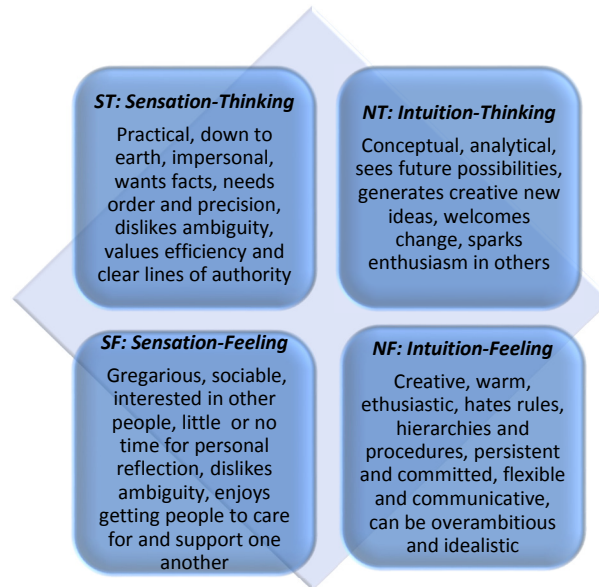 ST: Sensation-Thinking
Practical, down to
earth, impersonal,
wants facts, needs
order and precision,
dislikes ambiguity,
values efficiency and
clear lines of authority
NT: Intuition-Thinking
Conceptual, analytical,
sees future possibilities,
generates creative new
ideas, welcomes
change, sparks
enthusiasm in others
SF: Sensation-Feeling
Gregarious, sociable,
interested in other
people, little or no
time for personal
reflection, dislikes
ambiguity, enjoys
getting people to care
for and support one
another
NF: Intuition-Feeling
Creative, warm,
ethusiastic, hates rules,
hierarchies and
procedures, persistent
and committed, flexible
and communicative,
can be overambitious
and idealistic